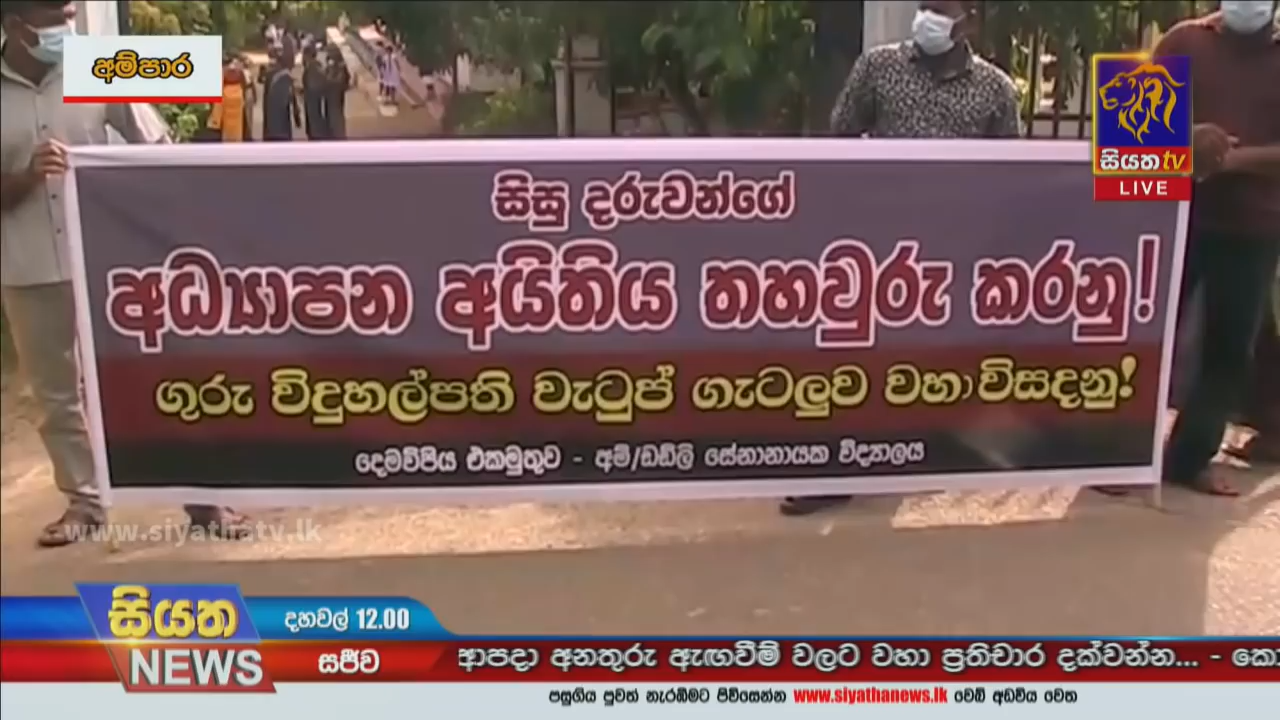 අම්පාර
සියත tv
LIVE
සිසු දරුවන්ගේ
අධ්‍යාපන අයිතිය තහවුරු කරනු!
ගුරු විදුහල්පති වැටුප් ගැටලුව වහාවිසදනු!
දෙමව්පිය එකමුතුව - අම්/ඩඩ්ලි සේනානායක විද්‍යාලය
www.siyathatv.lk
සියත
NEWS
දහවල් 12.00
සජීව
ආපදා අනතුරු ඇඟවීම් වලට වහා ප්‍රතිචාර දක්වන්න... - කො
පසුගිය පුවත් නැරඹීමට පිවිසෙන්න www.siyathanews.lk වෙබ් අඩවිය වෙත